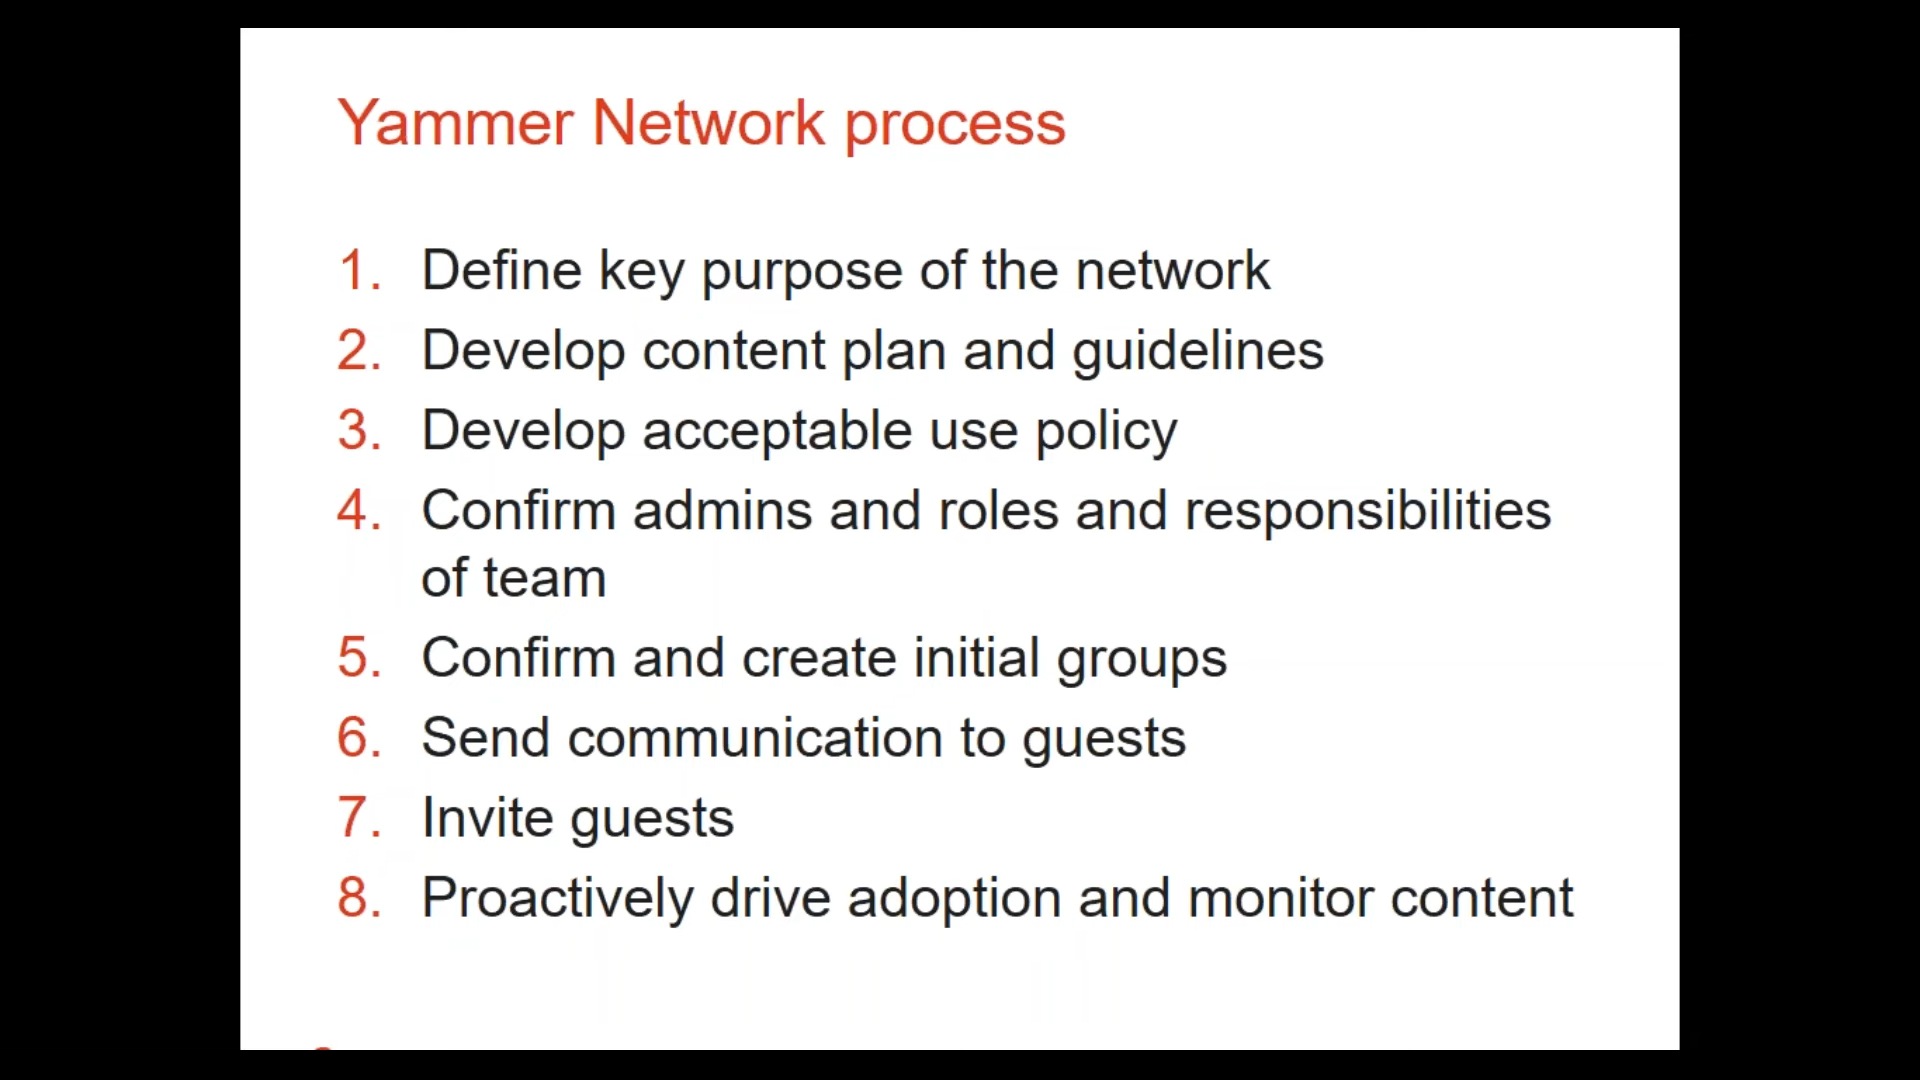 Yammer Network process
1. Define key purpose of the network
2. Develop content plan and guidelines
3. Develop acceptable use policy
4. Confirm admins and roles and responsibilities
of team
5. Confirm and create initial groups
6. Send communication to guests
7. Invite guests
8. Proactively drive adoption and monitor content